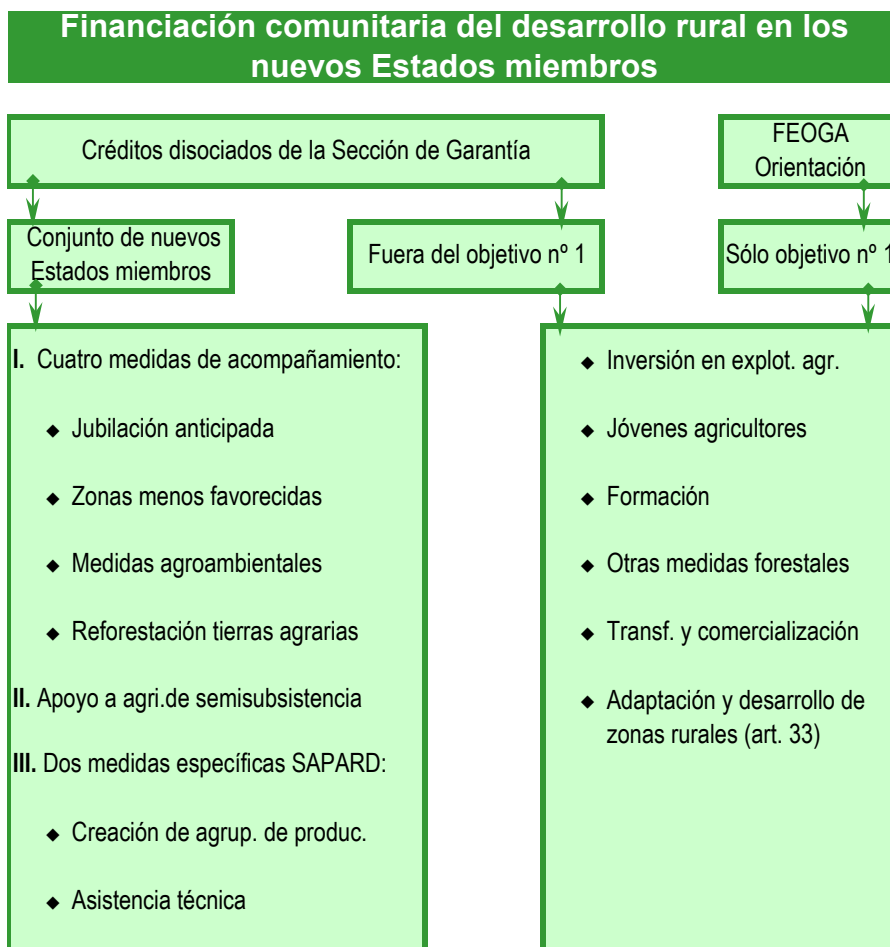 Financiación comunitaria del desarrollo rural en los
nuevos Estados miembros
Créditos disociados de la Sección de Garantía
FEOGA
Orientación
Conjunto de nuevos
Estados miembros
Fuera del objetivo nº 1
Sólo objetivo nº 1
I. Cuatro medidas de acompañamiento:
◆ Jubilación anticipada
◆ Zonas menos favorecidas
◆ Medidas agroambientales
◆ Reforestación tierras agrarias
II. Apoyo a agri.de semisubsistencia
III. Dos medidas específicas SAPARD:
◆ Creación de agrup. de produc.
◆ Asistencia técnica
◆ Inversión en explot. agr.
◆ Jóvenes agricultores
◆ Formación
◆ Otras medidas forestales
◆ Transf. y comercialización
◆ Adaptación y desarrollo de
zonas rurales (art. 33)